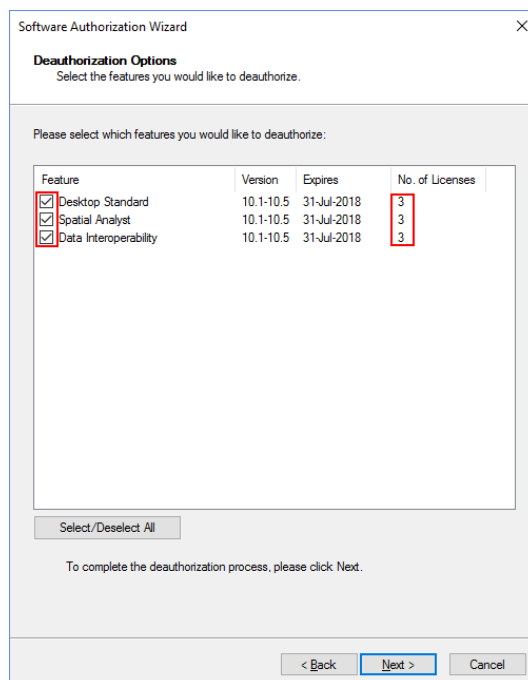 Software Authorization Wizard
Deauthorization Options
Select the features you would like to deauthorize.
Please select which features you would like to deauthorize:
Feature Version Expires No. of Licenses
Desktop Standard 10.1-10.5 31-Jul-2018 3
Spatial Analyst 10.1-10.5 31-Jul-2018 3
Data Interoperability 10.1-10.5 31-Jul-2018 3
Select/Deselect All
To complete the deauthorization process, please click Next.
< Back Next > Cancel